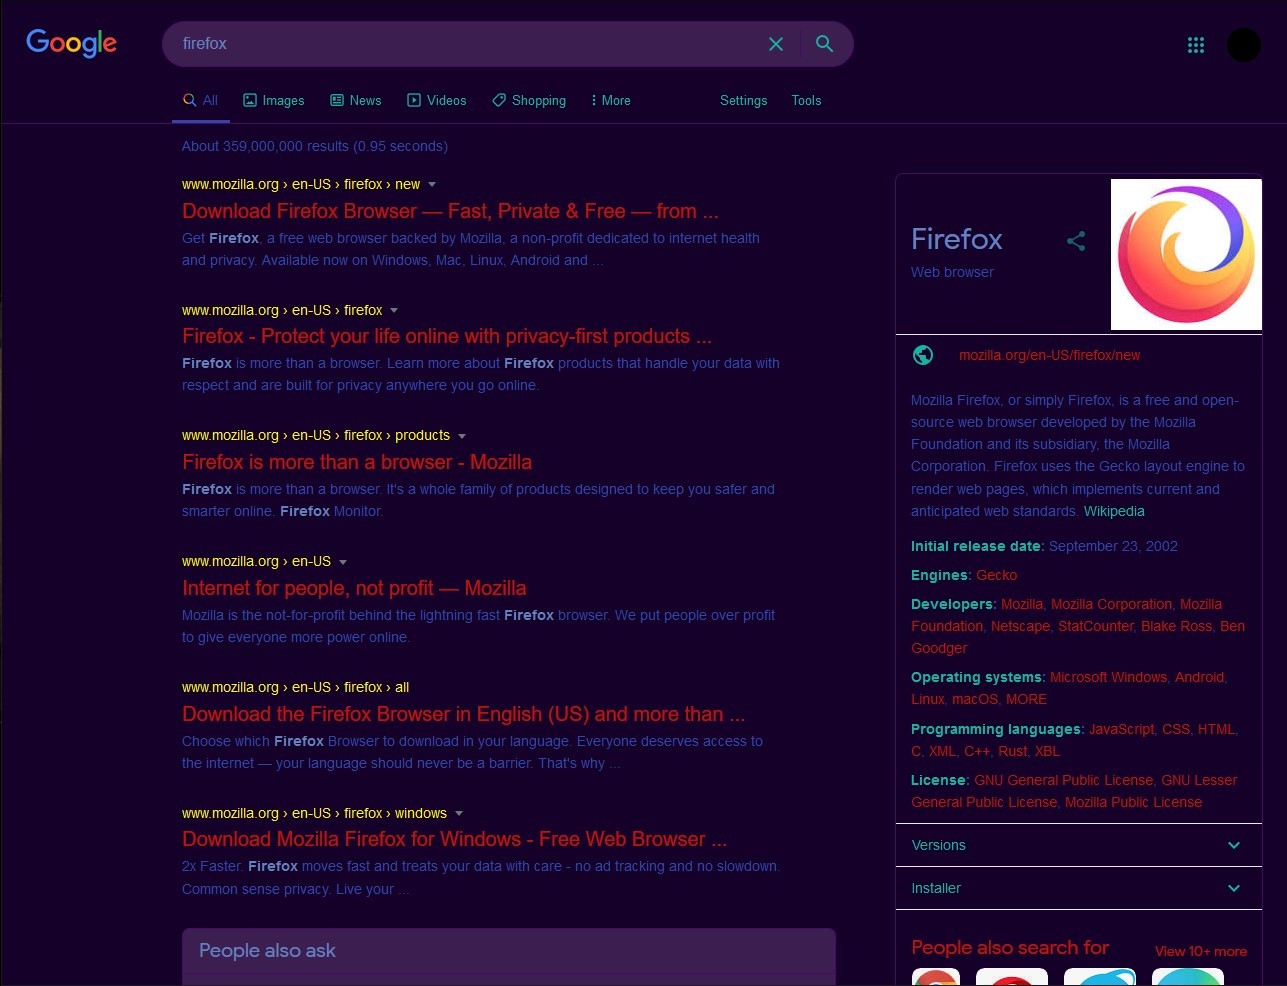 Google
firefox
All Images News Videos Shopping More Settings Tools
About 359,000,000 results (0.95 seconds)
www.mozilla.org › en-US › firefox › new
Download Firefox Browser — Fast, Private & Free — from ...
Get Firefox, a free web browser backed by Mozilla, a non-profit dedicated to internet health
and privacy. Available now on Windows, Mac, Linux, Android and ...
www.mozilla.org › en-US › firefox
Firefox - Protect your life online with privacy-first products ...
Firefox is more than a browser. Learn more about Firefox products that handle your data with
respect and are built for privacy anywhere you go online.
www.mozilla.org › en-US › firefox › products
Firefox is more than a browser - Mozilla
Firefox is more than a browser. It's a whole family of products designed to keep you safer and
smarter online. Firefox Monitor.
www.mozilla.org › en-US
Internet for people, not profit — Mozilla
Mozilla is the not-for-profit behind the lightning fast Firefox browser. We put people over profit
to give everyone more power online.
www.mozilla.org › en-US › firefox › all
Download the Firefox Browser in English (US) and more than ...
Choose which Firefox Browser to download in your language. Everyone deserves access to
the internet — your language should never be a barrier. That's why ...
www.mozilla.org › en-US › firefox › windows
Download Mozilla Firefox for Windows - Free Web Browser ...
2x Faster. Firefox moves fast and treats your data with care - no ad tracking and no slowdown.
Common sense privacy. Live your ...
People also ask
Firefox
Web browser
mozilla.org/en-US/firefox/new
Mozilla Firefox, or simply Firefox, is a free and open-
source web browser developed by the Mozilla
Foundation and its subsidiary, the Mozilla
Corporation. Firefox uses the Gecko layout engine to
render web pages, which implements current and
anticipated web standards. Wikipedia
Initial release date: September 23, 2002
Engines: Gecko
Developers: Mozilla, Mozilla Corporation, Mozilla
Foundation, Netscape, StatCounter, Blake Ross, Ben
Goodger
Operating systems: Microsoft Windows, Android,
Linux, macOS, MORE
Programming languages: JavaScript, CSS, HTML,
C, XML, C++, Rust, XBL
License: GNU General Public License, GNU Lesser
General Public License, Mozilla Public License
Versions
Installer
People also search for View 10+ more